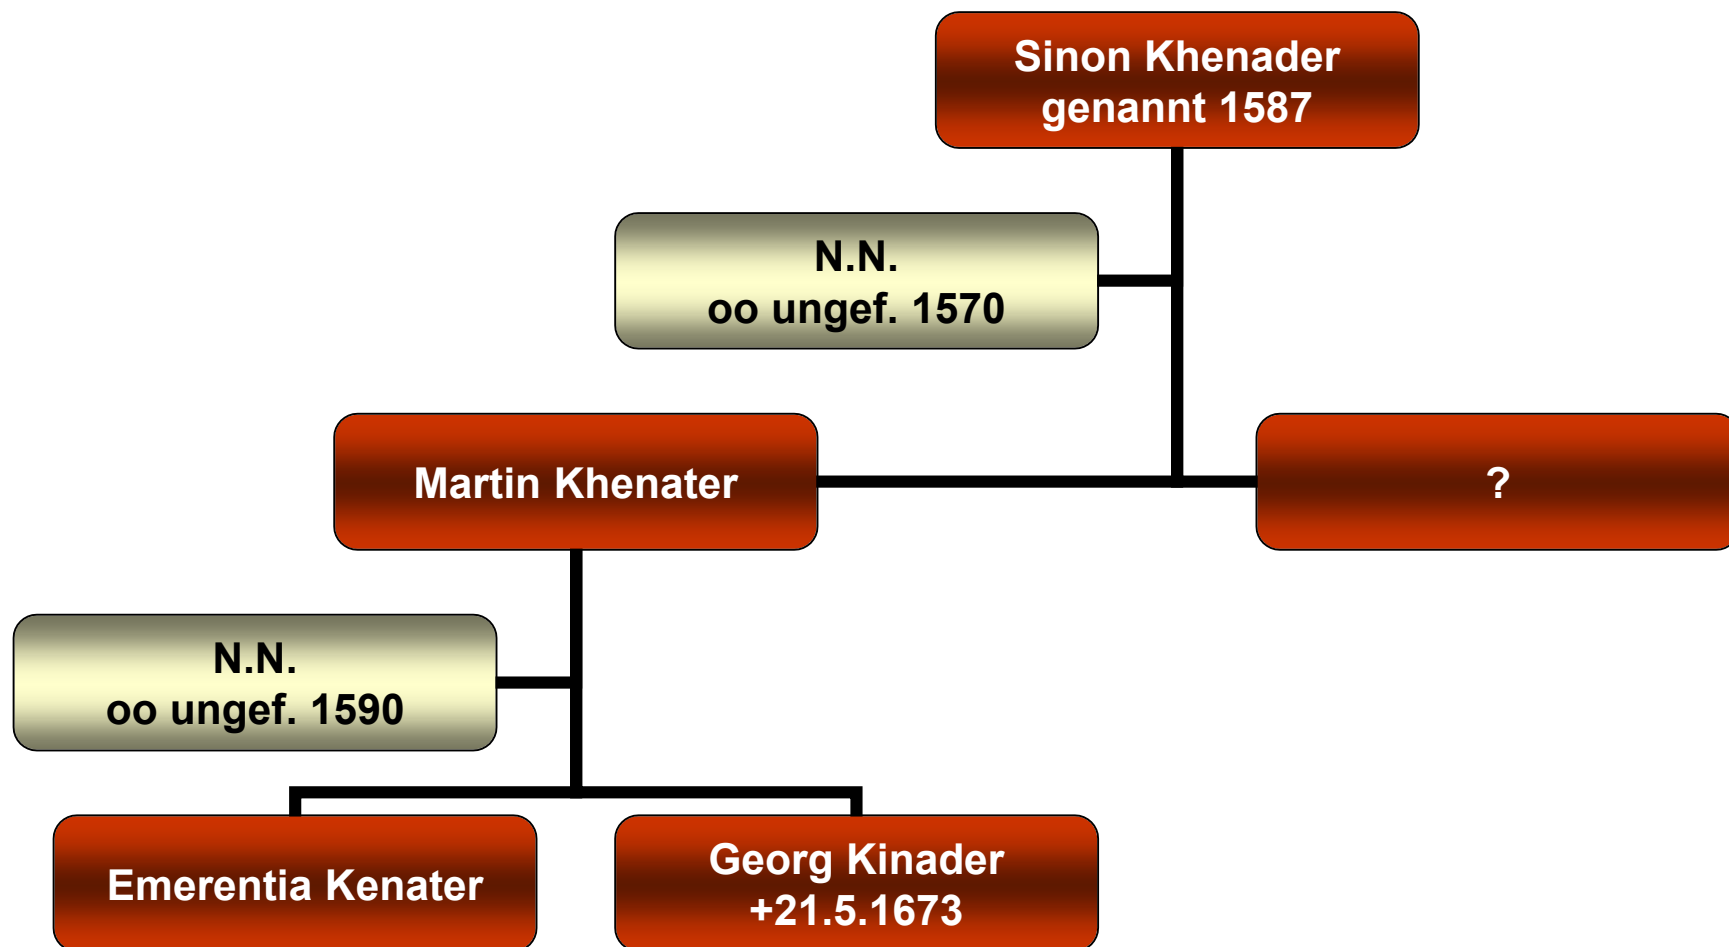 Sinon Khenader
genannt 1587
N.N.
oo ungef. 1570
Martin Khenater
?
N.N.
oo ungef. 1590
Emerentia Kenater
Georg Kinader
+21.5.1673